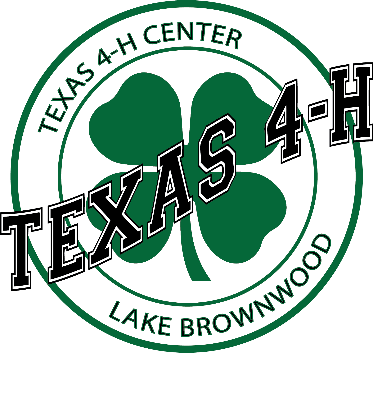 TEXAS 4-H CENTER
TEXAS 4-H
LAKE BROWNWOOD